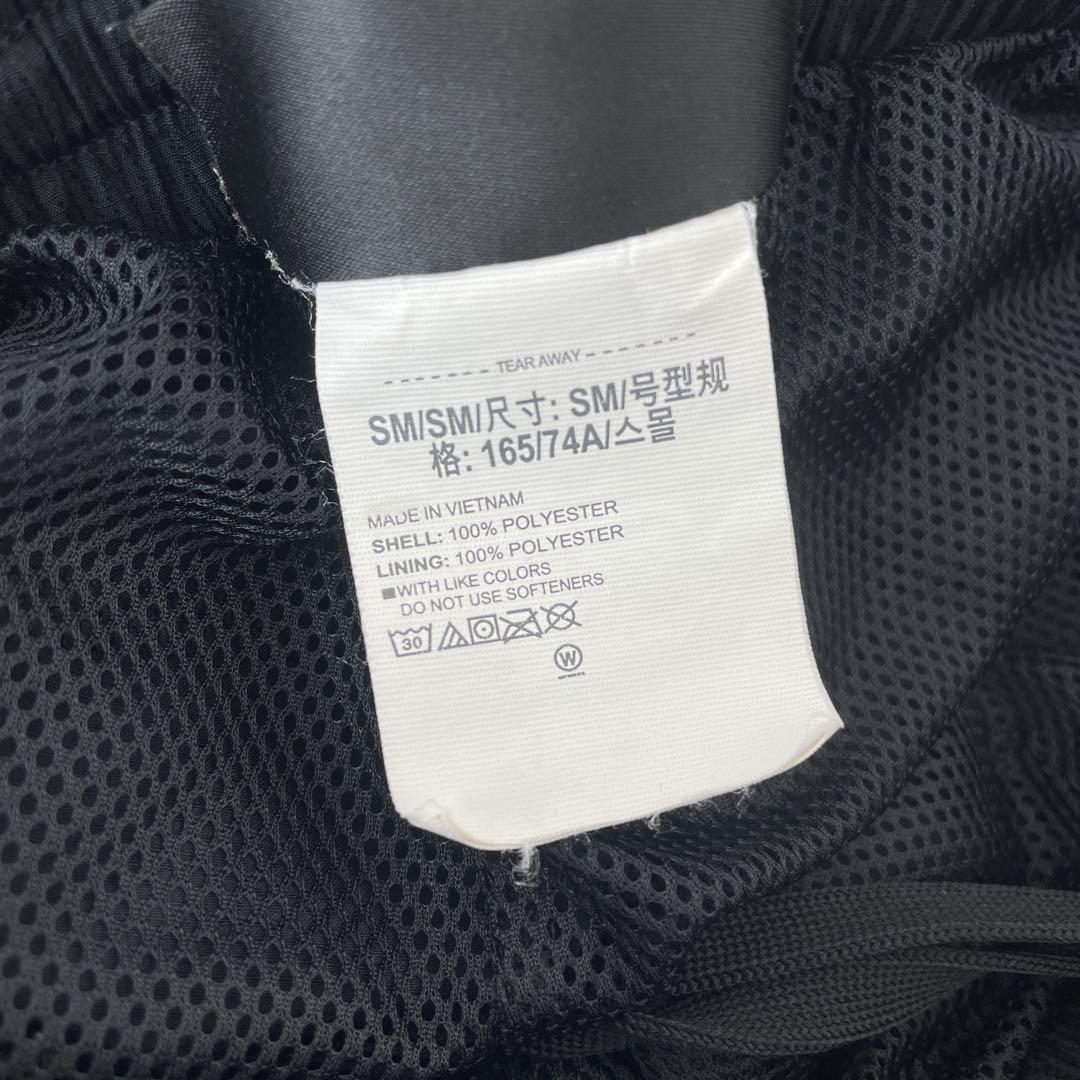 ------- TEAR AWAY -------
SM/SM/尺寸: SM/号型规
格: 165/74A/스몰
MADE IN VIETNAM
SHELL: 100% POLYESTER
LINING: 100% POLYESTER
■WITH LIKE COLORS
DO NOT USE SOFTENERS
30
W